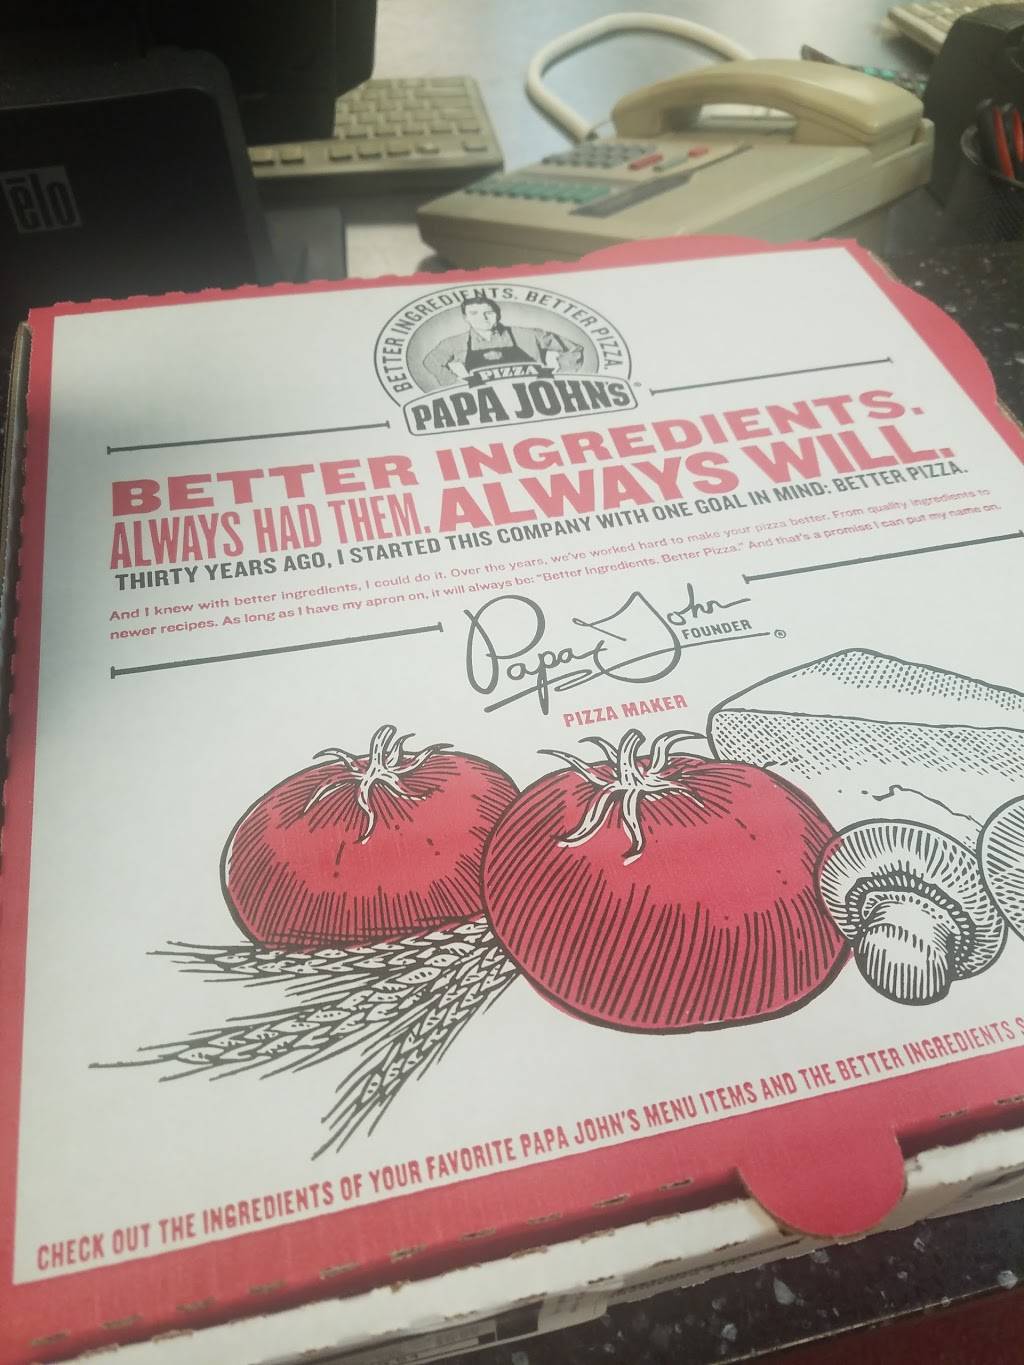 ēlo
BETTER INGREDIENTS. BETTER PIZZA.
PIZZA
PAPA JOHNS
BETTER INGREDIENTS.
ALWAYS HAD THEM. ALWAYS WILL.
THIRTY YEARS AGO, I STARTED THIS COMPANY WITH ONE GOAL IN MIND: BETTER PIZZA.
And I knew with better ingredients, I could do it. Over the years, we've worked hard to make your pizza better. From quality ingredients to
newer recipes. As long as I have my apron on, it will always be: "Better Ingredients. Better Pizza." And that's a promise I can put my name on.
Papa John
FOUNDER ®
PIZZA MAKER
CHECK OUT THE INGREDIENTS OF YOUR FAVORITE PAPA JOHN'S MENU ITEMS AND THE BETTER INGREDIENTS S